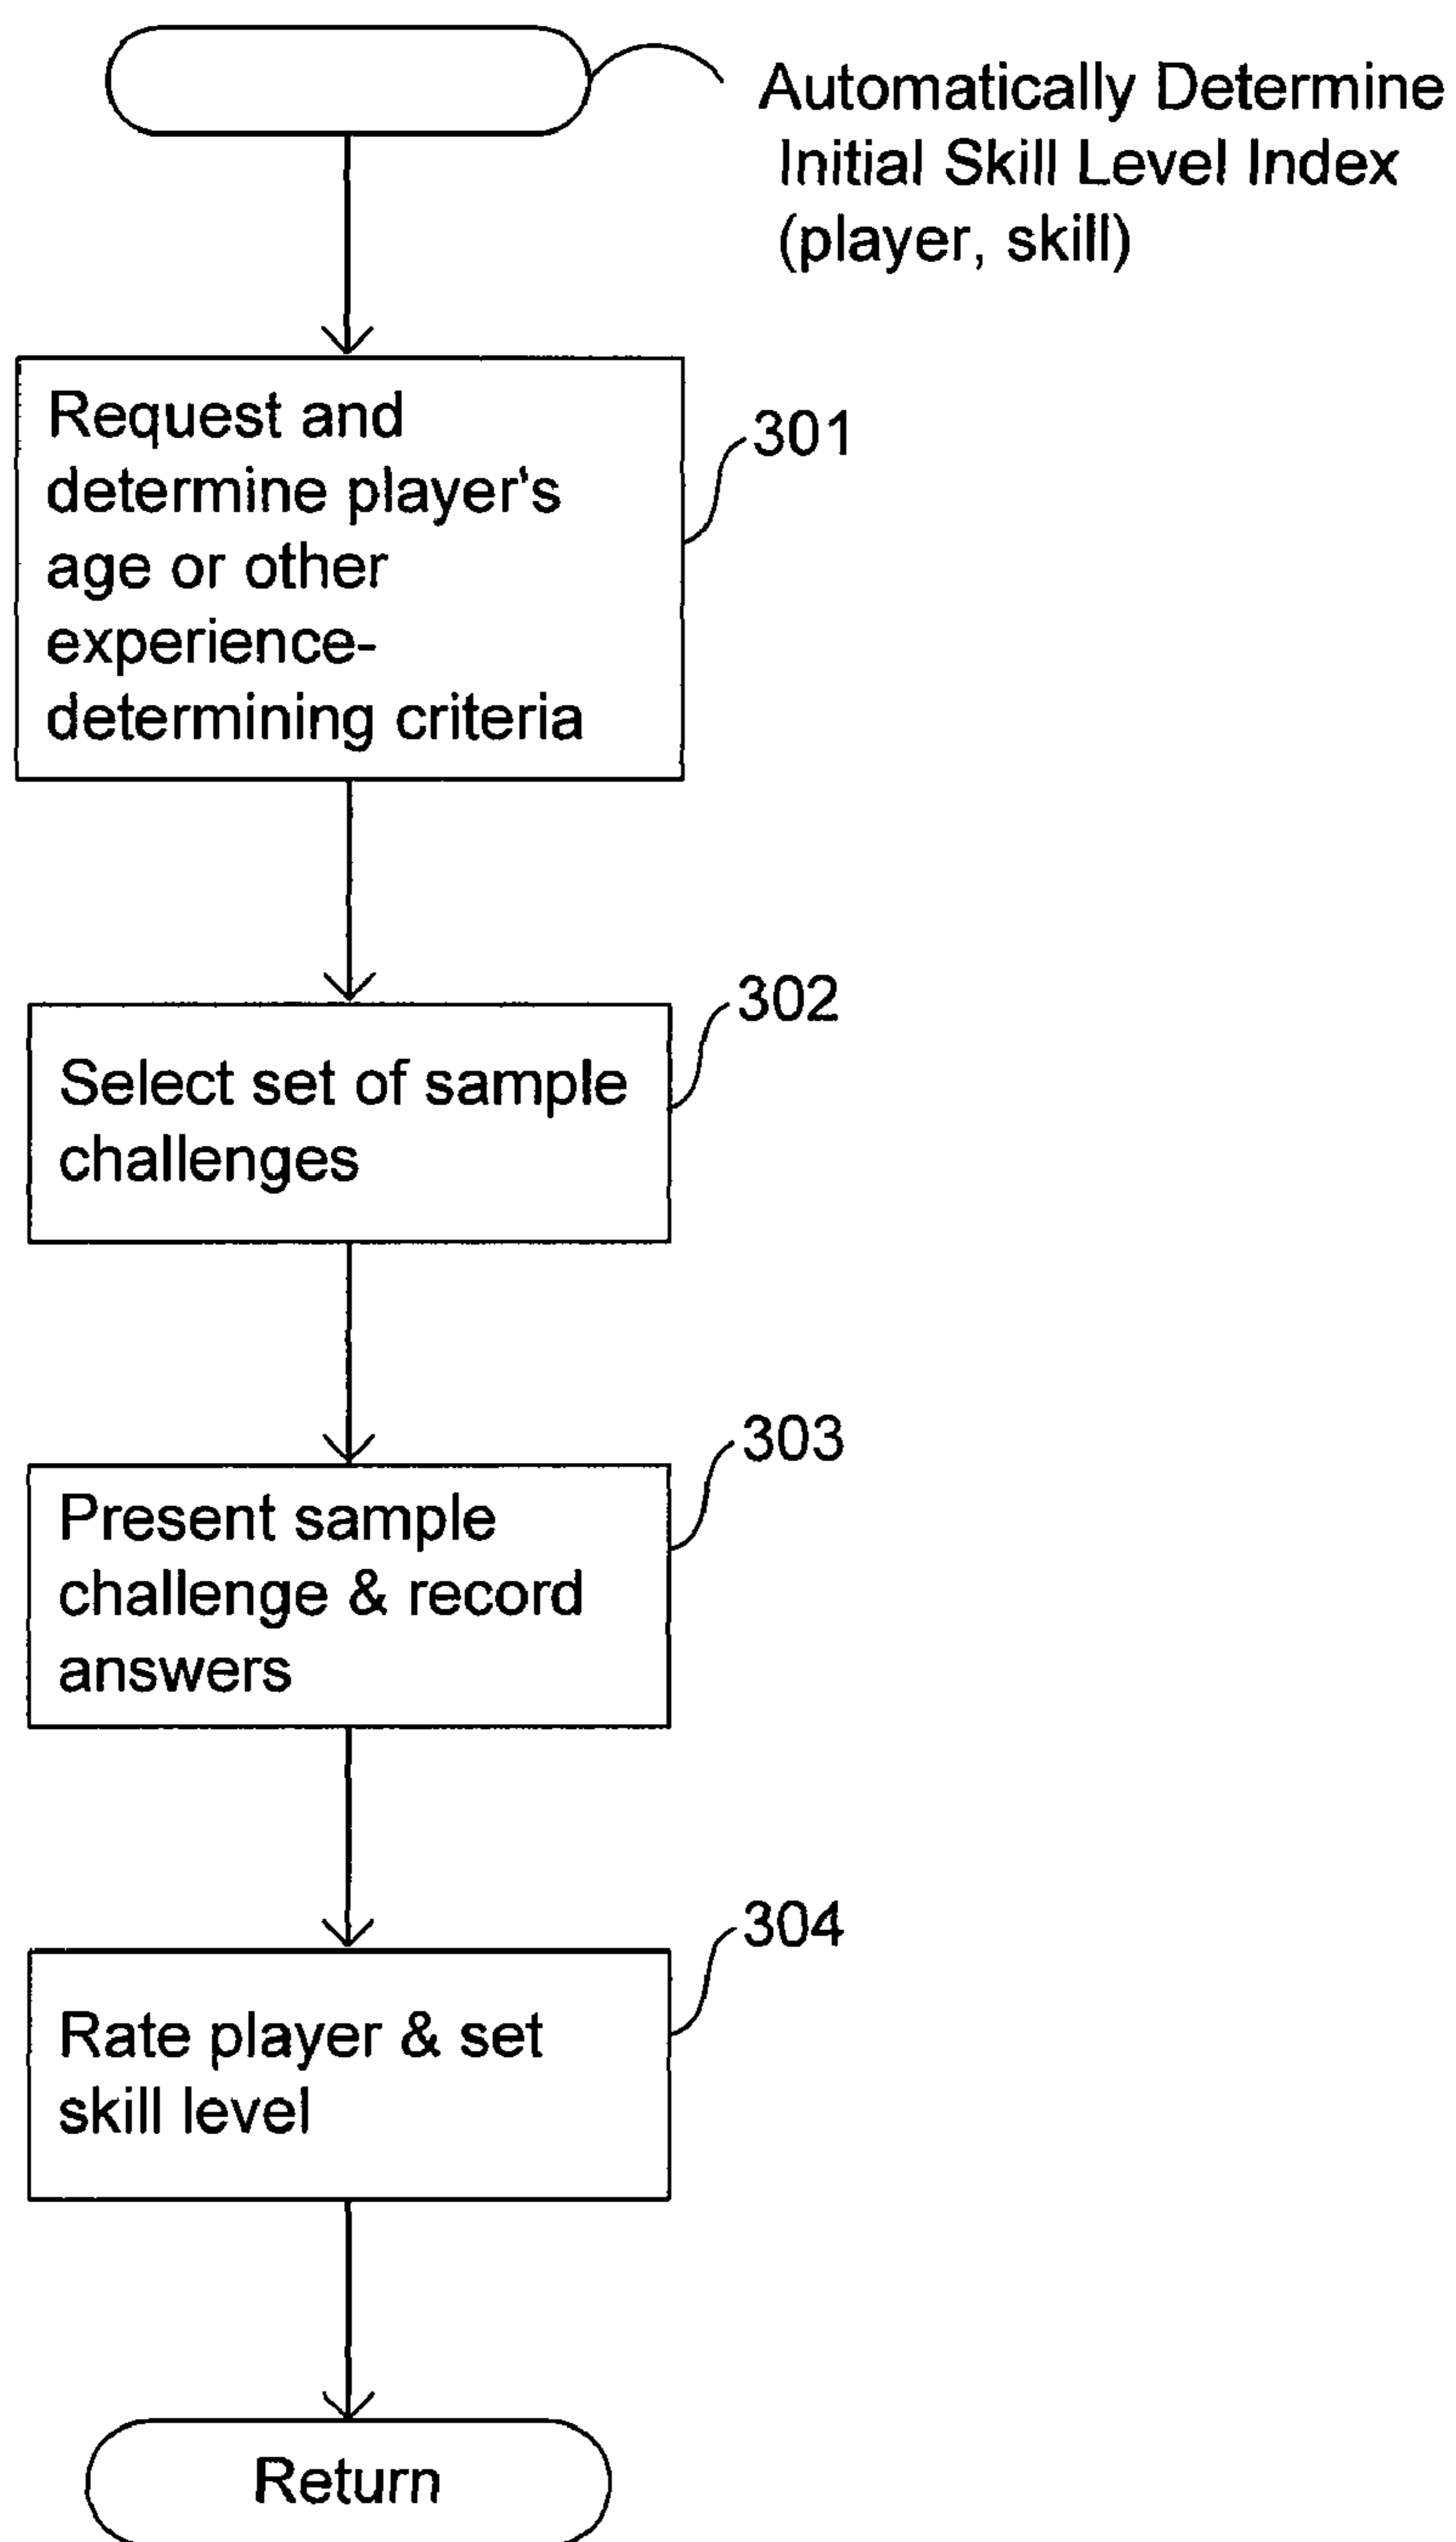 Automatically Determine
Initial Skill Level Index
(player, skill)
Request and
determine player's
age or other
experience-
determining criteria
301
302
Select set of sample
challenges
303
Present sample
challenge & record
answers
304
Rate player & set
skill level
Return